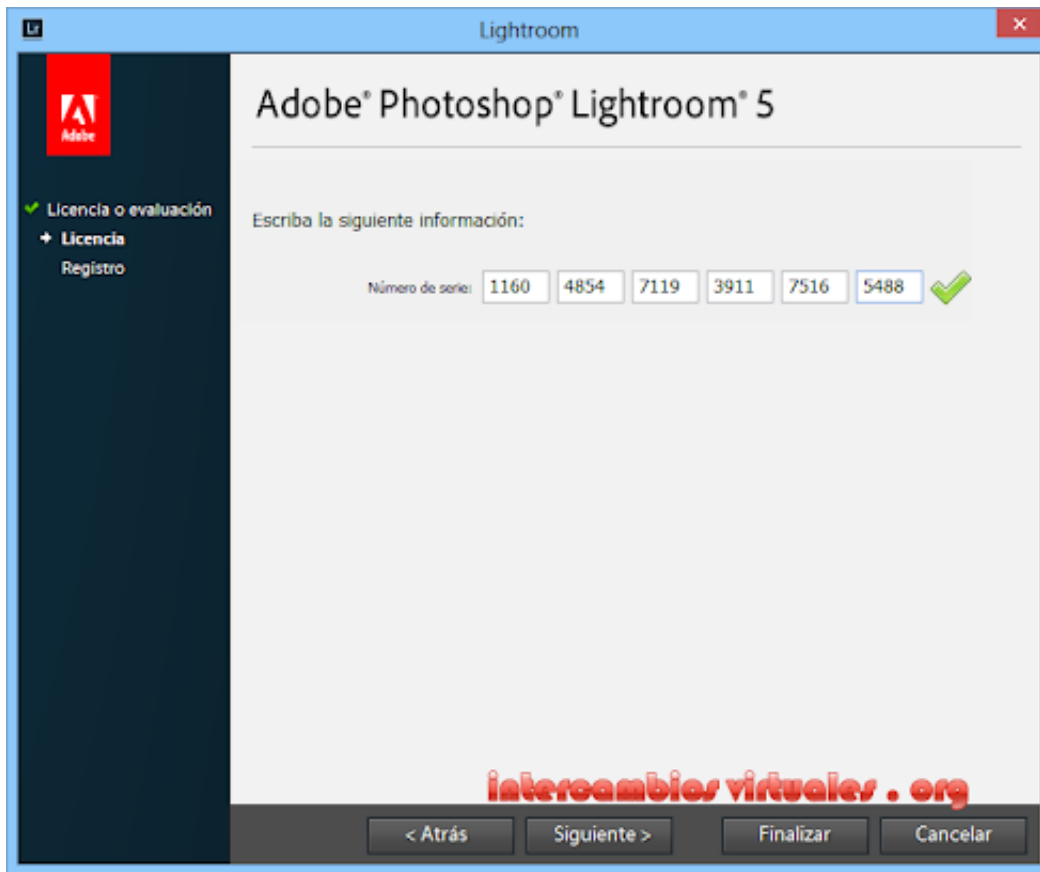 Lr
Lightroom
Adobe
Adobe® Photoshop® Lightroom® 5
Licencia o evaluación
Licencia
Registro
Escriba la siguiente información:
Número de serie: 1160 4854 7119 3911 7516 5488
intercambios virtuales . org
< Atrás Siguiente > Finalizar Cancelar